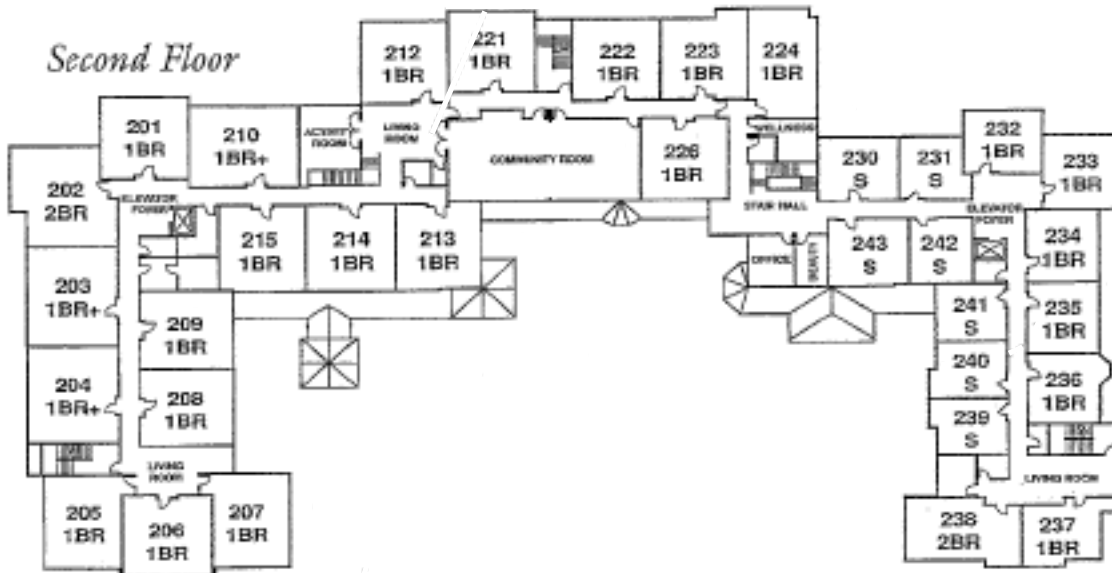 Second Floor
201
1BR
202
2BR
203
1BR+
204
1BR+
205
1BR
206
1BR
207
1BR
208
1BR
209
1BR
210
1BR+
ACTIVITY
ROOM
212
1BR
LIVING
ROOM
221
1BR
222
1BR
223
1BR
224
1BR
WELLNESS
COMMUNITY ROOM
226
1BR
ELEVATOR
FOYER
215
1BR
214
1BR
213
1BR
LIVING
ROOM
STAIR HALL
230
S
231
S
232
1BR
233
1BR
ELEVATOR
FOYER
OFFICE
BEAUTY
243
S
242
S
234
1BR
241
S
235
1BR
240
S
236
1BR
239
S
LIVING ROOM
238
2BR
237
1BR